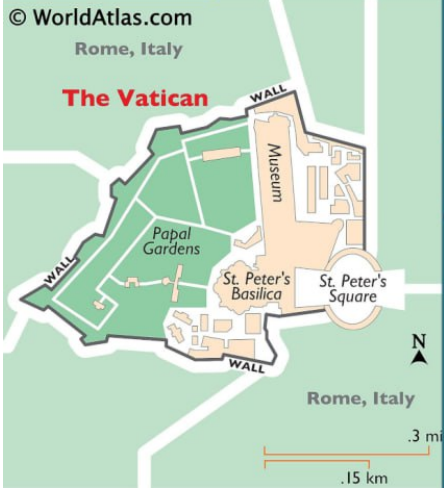 © WorldAtlas.com
Rome, Italy
The Vatican
WALL
Museum
Papal
Gardens
WALL
St. Peter's
Basilica
St. Peter's
Square
N
WALL
Rome, Italy
.3 mi
.15 km